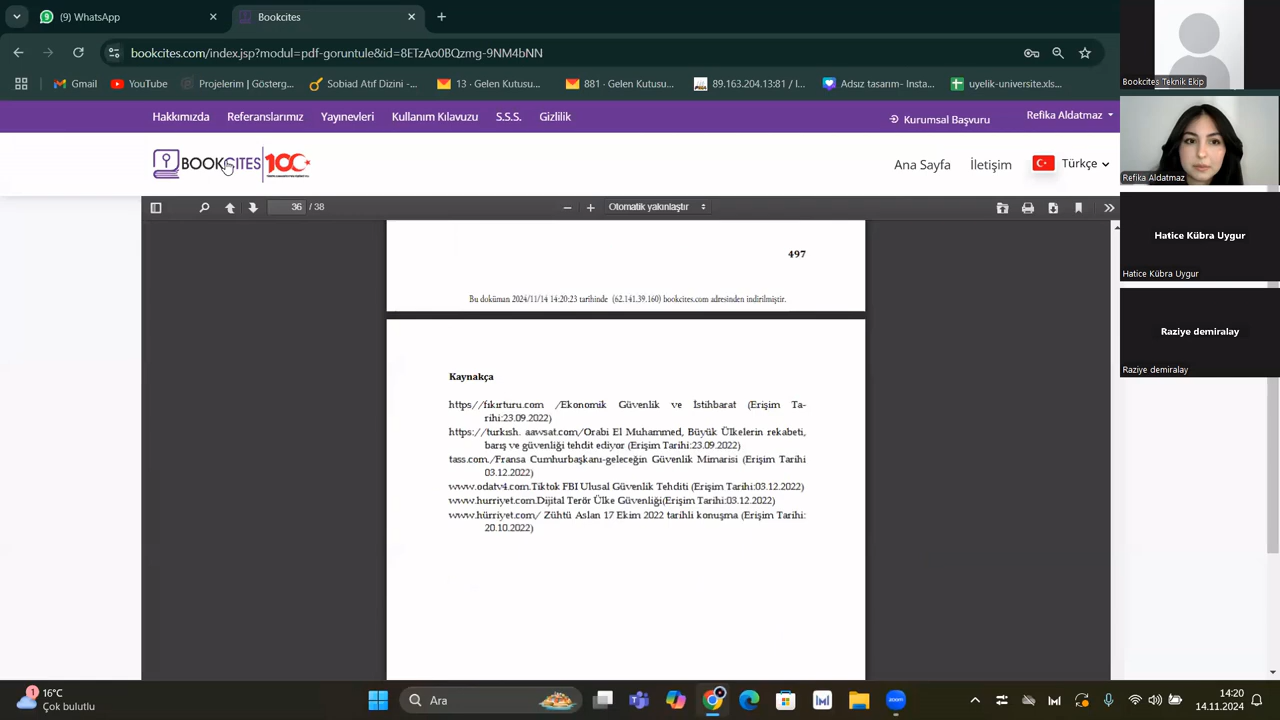 (9) WhatsApp
Bookcites
bookcites.com/index.jsp?modul=pdf-goruntule&id=8ETzAo0BQzmg-9NM4bNN
Gmail
YouTube
Projelerim | Gösterg...
Sobiad Atıf Dizini -...
13 - Gelen Kutusu...
881 - Gelen Kutusu...
89.163.204.13:81 / l...
Adsız tasarım - Insta...
uyelik-universite.xl...
Hakkımızda
Referanslarımız
Yayınevleri
Kullanım Kılavuzu
S.S.S.
Gizlilik
Kurumsal Başvuru
Refika Aldatmaz
BOOKCITES
100
Ana Sayfa
İletişim
Türkçe
36 / 38
Otomatik yakınlaştır
497
Bu doküman 2024/11/14 14:20:23 tarihinde (62.141.39.160) bookcites.com adresinden indirilmiştir.
Kaynakça
https//fıkırturu.com /Ekonomik Güvenlik ve İstihbarat (Erişim Ta-
rihi:23.09.2022)
https://turkısh. aawsat.com/Orabi El Muhammed, Büyük Ülkelerin rekabeti,
barış ve güvenliği tehdit ediyor (Erişim Tarihi:23.09.2022)
tass.com./Fransa Cumhurbaşkanı-geleceğin Güvenlik Mimarisi (Erişim Tarihi
03.12.2022)
www.odatv4.com.Tiktok FBI Ulusal Güvenlik Tehditi (Erişim Tarihi:03.12.2022)
www.hurriyet.com.Dijital Terör Ülke Güvenliği(Erişim Tarihi:03.12.2022)
www.hürriyet.com/ Zühtü Aslan 17 Ekim 2022 tarihli konuşma (Erişim Tarihi:
20.10.2022)
Bookcites Teknik Ekip
Refika Aldatmaz
Hatice Kübra Uygur
Hatice Kübra Uygur
Raziye demiralay
Raziye demiralay
1
16°C
Çok bulutlu
Ara
zoom
14:20
14.11.2024